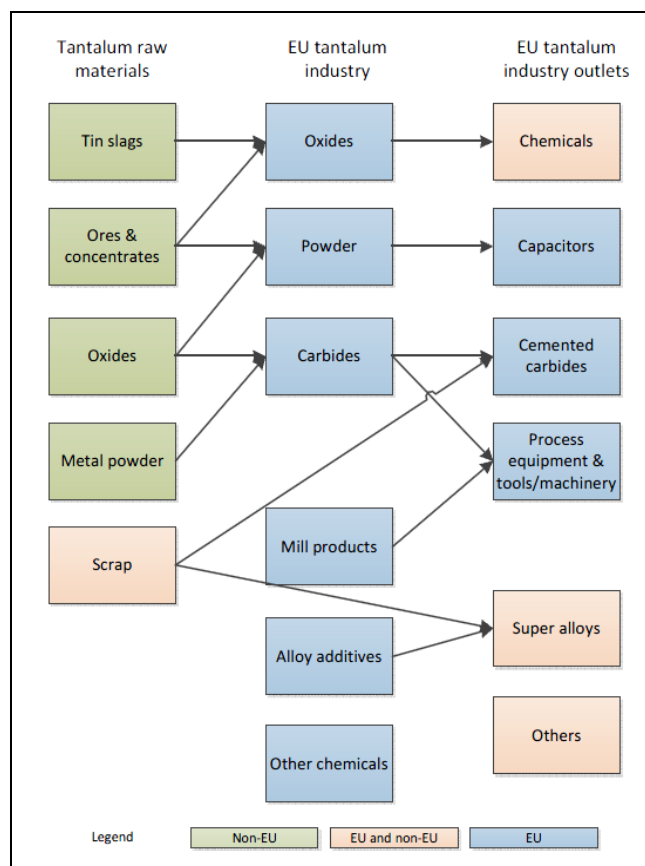 Tantalum raw
materials
EU tantalum
industry
EU tantalum
industry outlets
Tin slags
Oxides
Chemicals
Ores &
concentrates
Powder
Capacitors
Oxides
Carbides
Cemented
carbides
Metal powder
Process
equipment &
tools/machinery
Scrap
Mill products
Alloy additives
Super alloys
Other chemicals
Others
Legend
Non-EU
EU and non-EU
EU